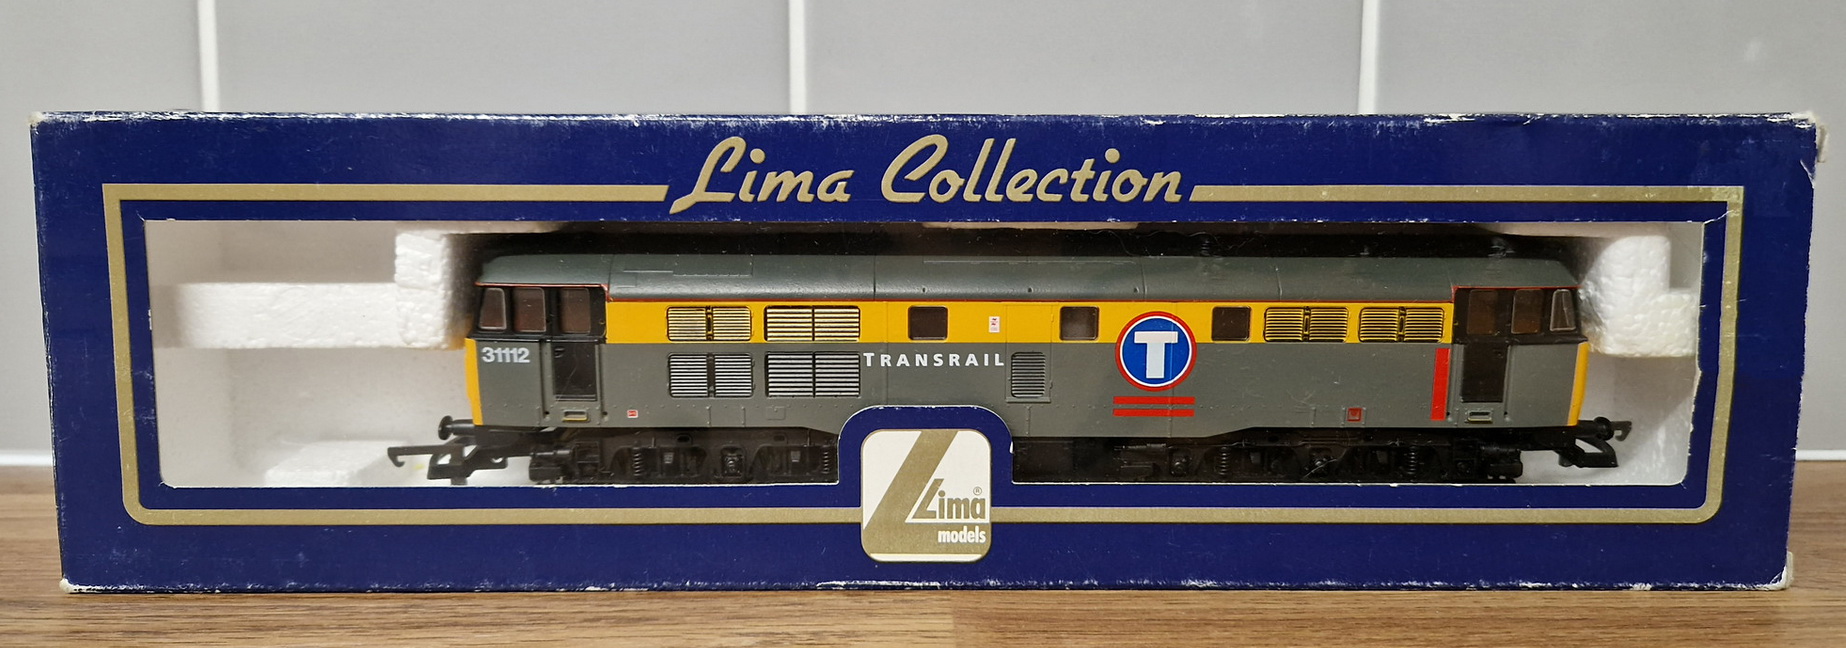 Lima Collection
31112
TRANSRAIL
T
Lima®
models